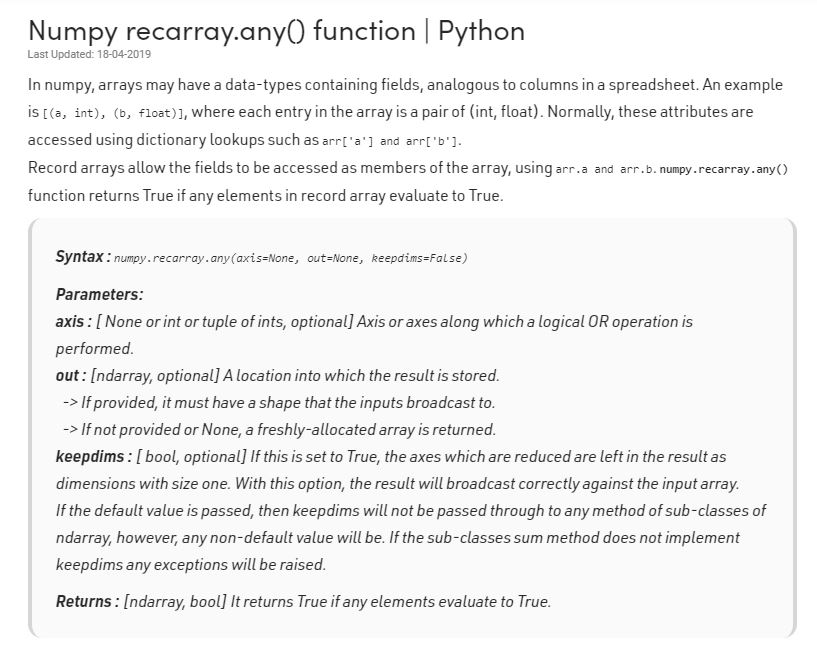 Numpy recarray.any() function | Python
Last Updated: 18-04-2019
In numpy, arrays may have a data-types containing fields, analogous to columns in a spreadsheet. An example
is [(a, int), (b, float)], where each entry in the array is a pair of (int, float). Normally, these attributes are
accessed using dictionary lookups such as arr['a'] and arr['b'].
Record arrays allow the fields to be accessed as members of the array, using arr.a and arr.b. numpy.recarray.any()
function returns True if any elements in record array evaluate to True.
Syntax : numpy.recarray.any(axis=None, out=None, keepdims=False)
Parameters:
axis : [ None or int or tuple of ints, optional] Axis or axes along which a logical OR operation is
performed.
out : [ndarray, optional] A location into which the result is stored.
-> If provided, it must have a shape that the inputs broadcast to.
-> If not provided or None, a freshly-allocated array is returned.
keepdims : [ bool, optional] If this is set to True, the axes which are reduced are left in the result as
dimensions with size one. With this option, the result will broadcast correctly against the input array.
If the default value is passed, then keepdims will not be passed through to any method of sub-classes of
ndarray, however, any non-default value will be. If the sub-classes sum method does not implement
keepdims any exceptions will be raised.
Returns : [ndarray, bool] It returns True if any elements evaluate to True.